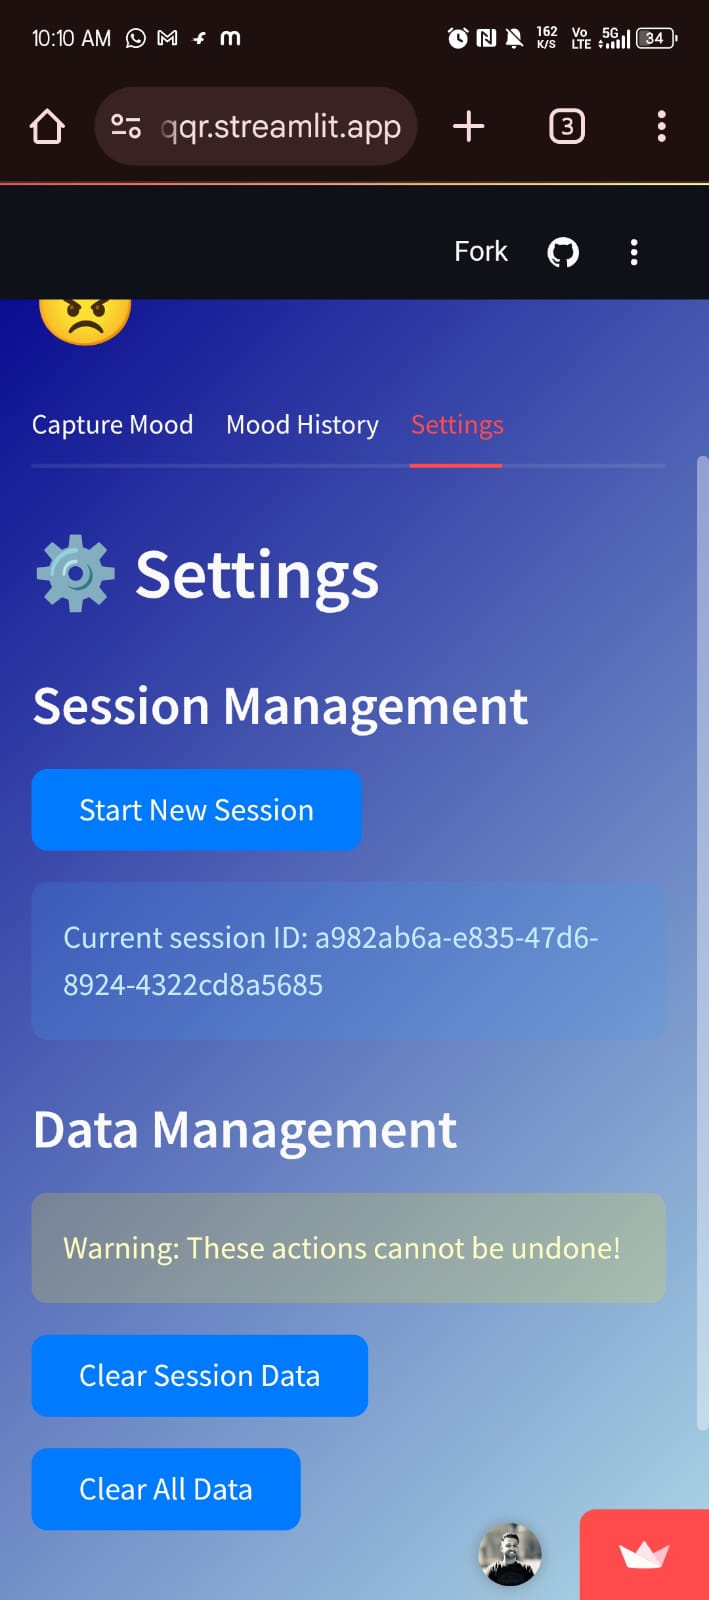 10:10 AM
162 K/S
Vo LTE
5G
34
qqr.streamlit.app
3
Fork
Capture Mood
Mood History
Settings
Settings
Session Management
Start New Session
Current session ID: a982ab6a-e835-47d6-
8924-4322cd8a5685
Data Management
Warning: These actions cannot be undone!
Clear Session Data
Clear All Data